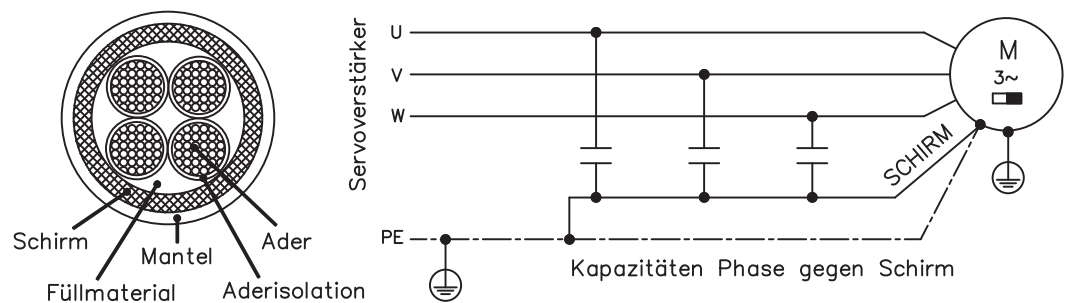 Schirm
Füllmaterial
Mantel
Aderisolation
Ader
Servoverstärker
U
V
W
PE
M
3~
SCHIRM
Kapazitäten Phase gegen Schirm